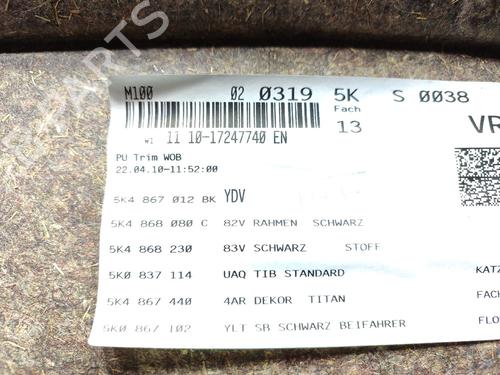 PARTS
M100 02 0319 5K S 0038
Fach
13 VR
W1 11 10-17247740 EN
PU Trim WOB
22.04.10-11:52:00
5K4 867 012 BK YDV
5K4 868 080 C 82V RAHMEN SCHWARZ
5K4 868 230 83V SCHWARZ STOFF
5K0 837 114 UAQ TIB STANDARD KATZ
5K4 867 440 4AR DEKOR TITAN FACH
5K0 867 102 YLT SB SCHWARZ BEIFAHRER FLO